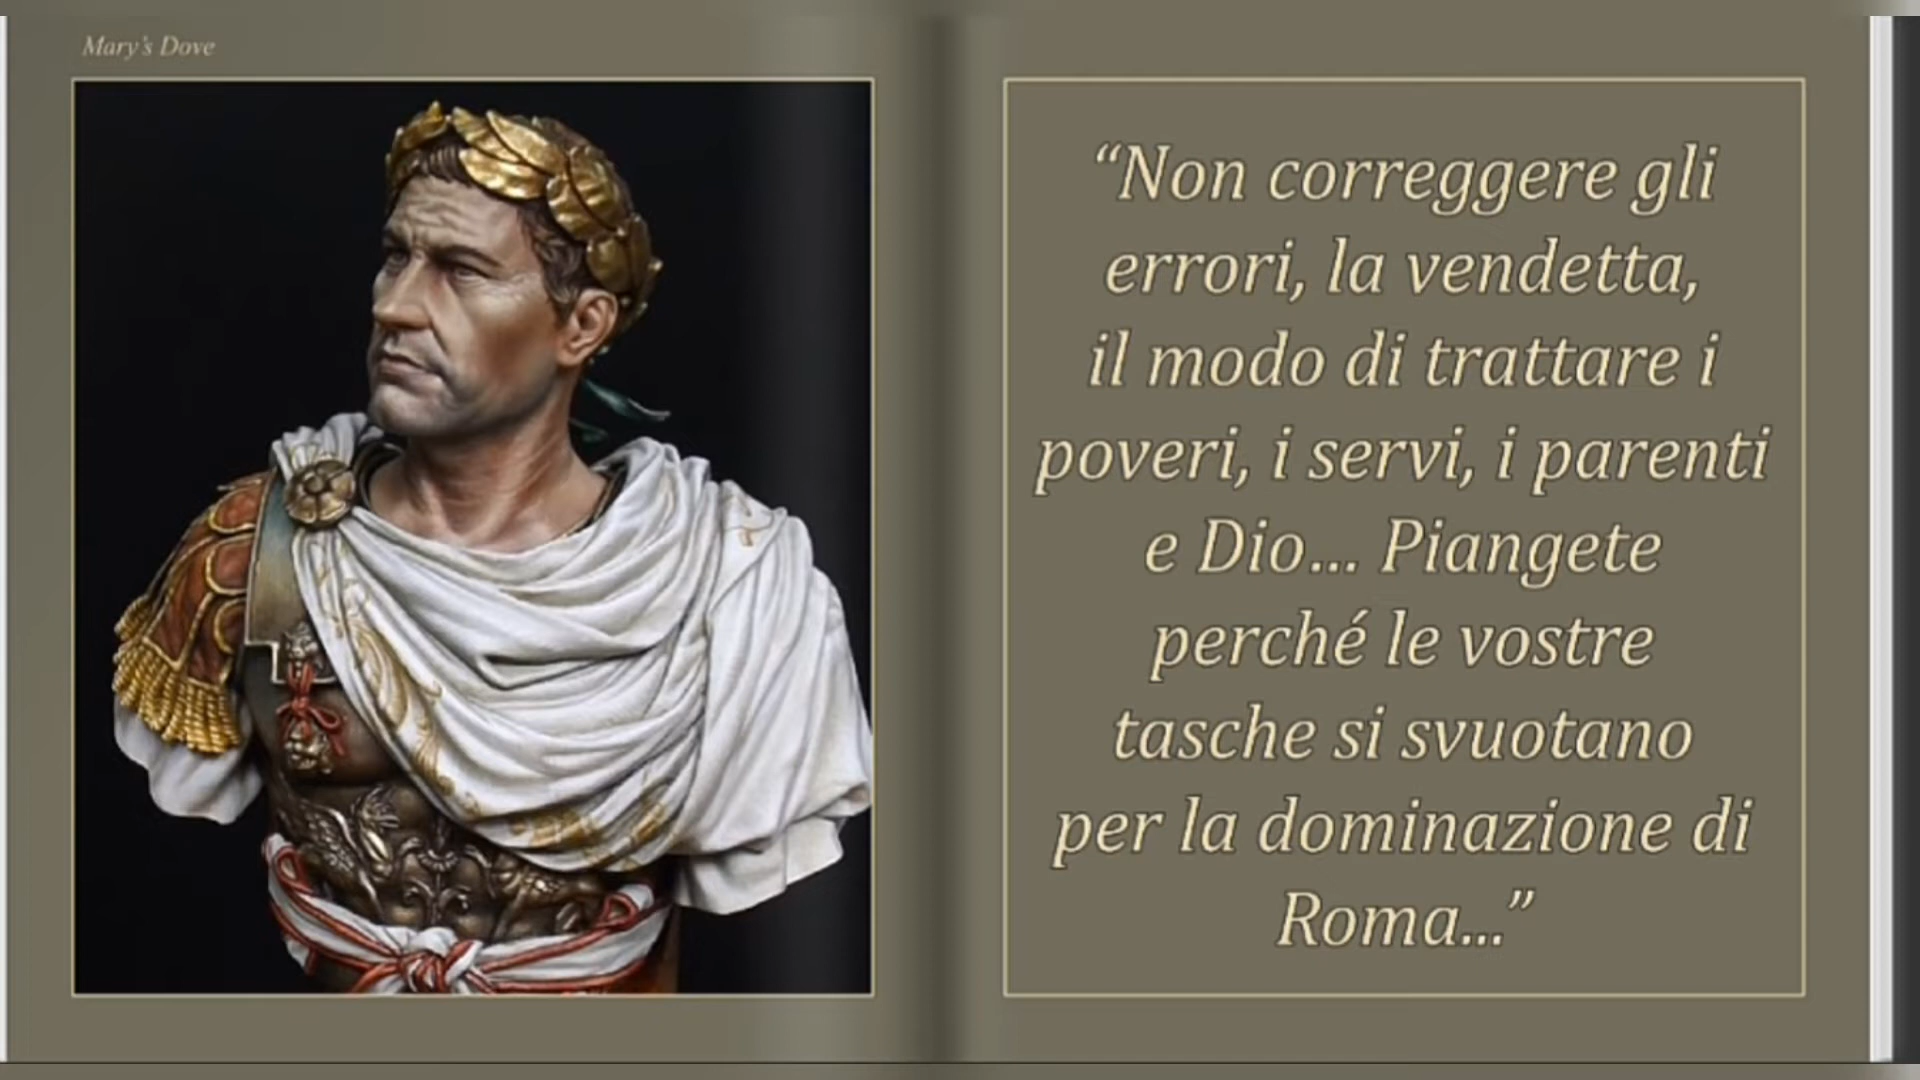 Mary's Dove
“Non correggere gli
errori, la vendetta,
il modo di trattare i
poveri, i servi, i parenti
e Dio... Piangete
perché le vostre
tasche si svuotano
per la dominazione di
Roma...”